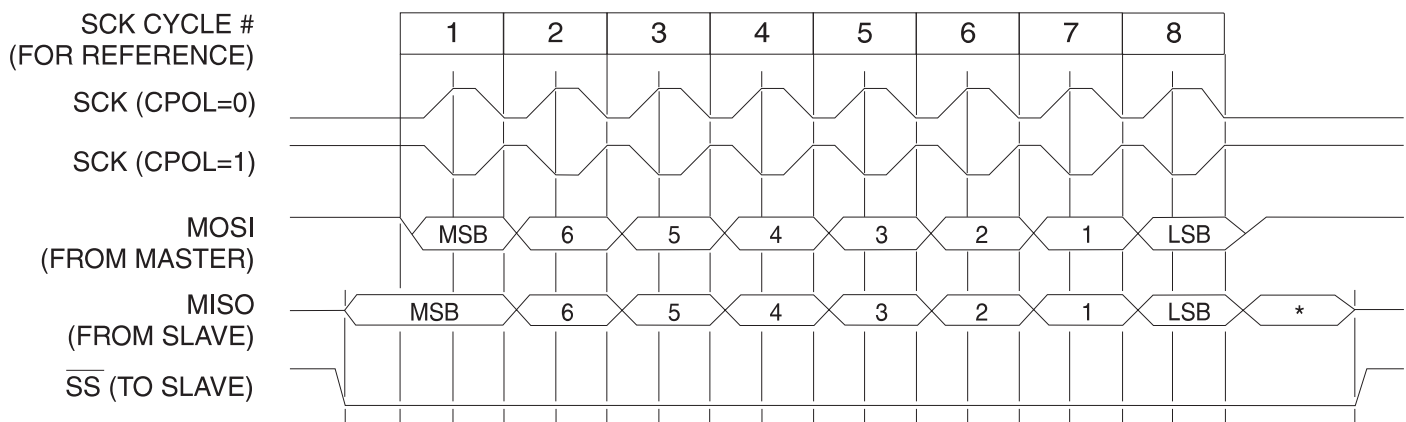 SCK CYCLE #
(FOR REFERENCE)
1 2 3 4 5 6 7 8
SCK (CPOL=0)
SCK (CPOL=1)
MOSI
(FROM MASTER)
MSB 6 5 4 3 2 1 LSB
MISO
(FROM SLAVE)
MSB 6 5 4 3 2 1 LSB *
S̅S̅ (TO SLAVE)